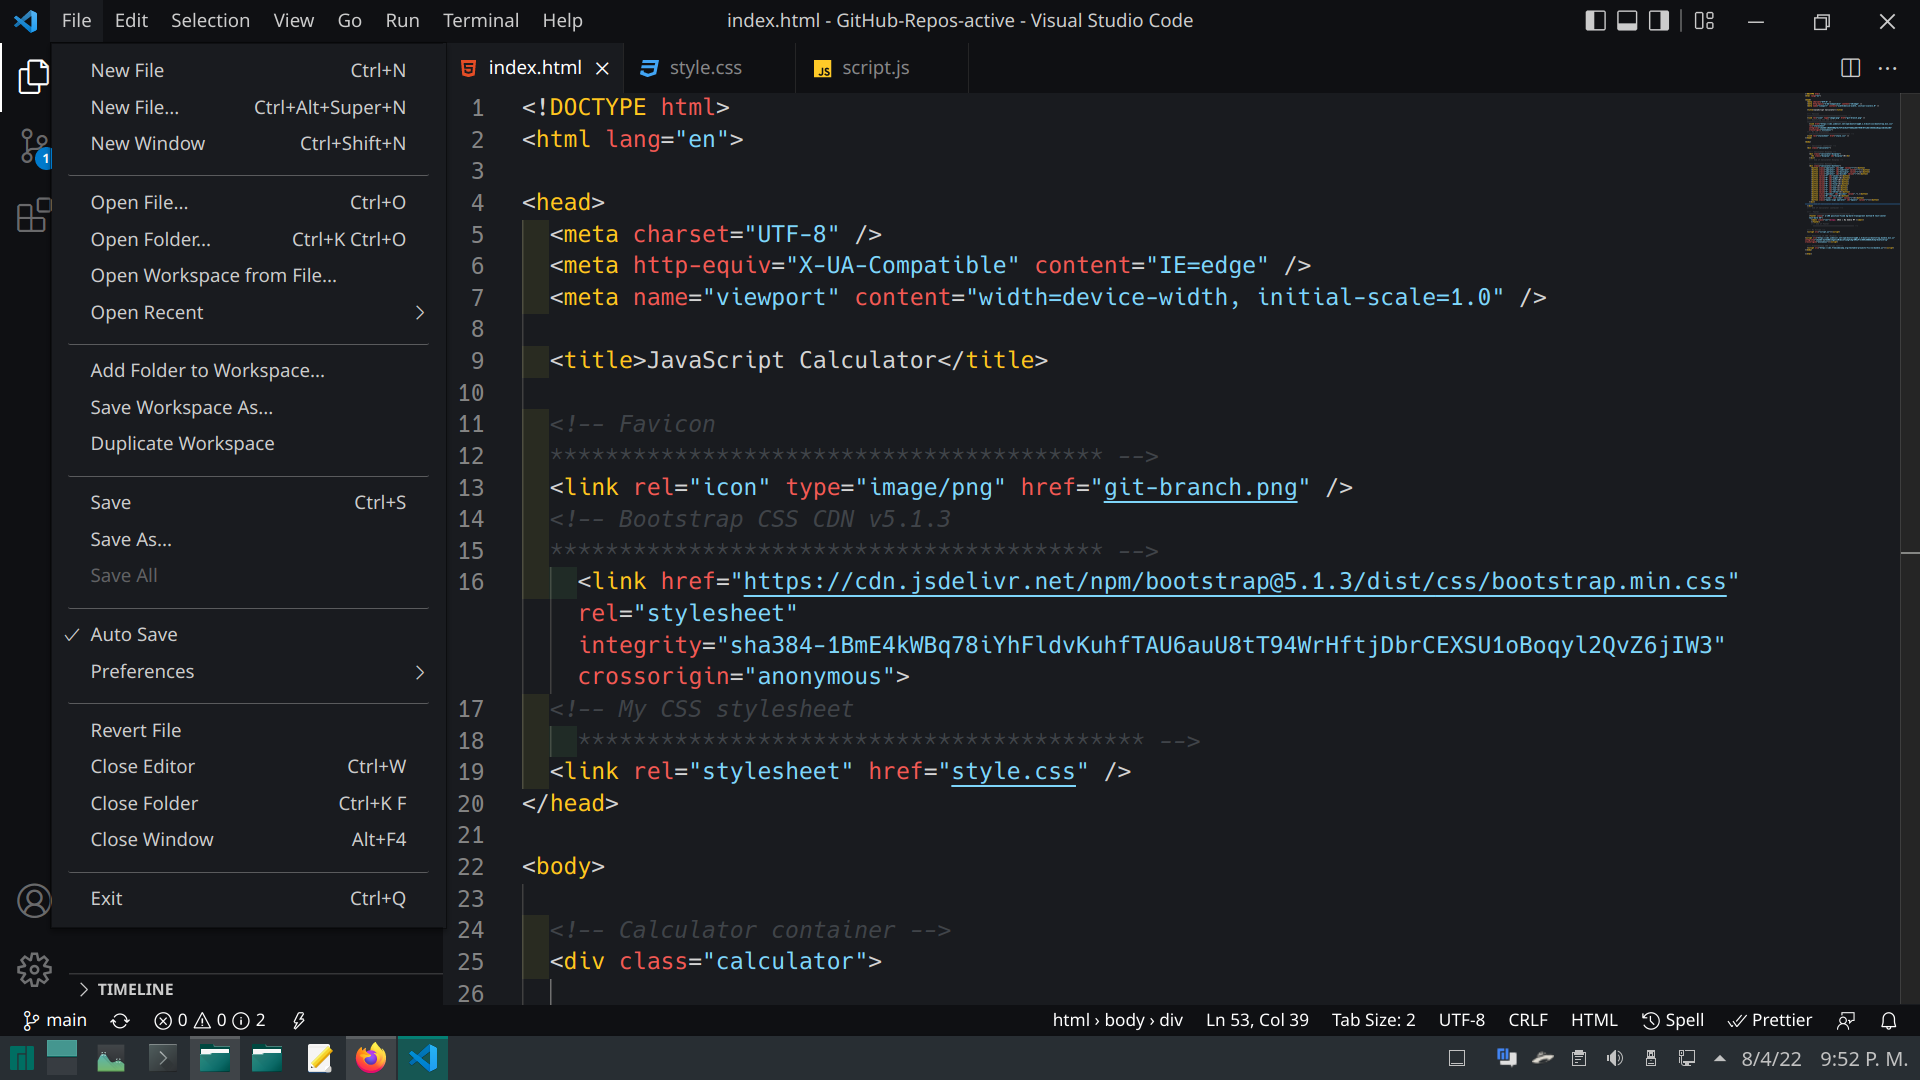 File Edit Selection View Go Run Terminal Help
index.html - GitHub-Repos-active - Visual Studio Code
New File Ctrl+N
New File... Ctrl+Alt+Super+N
New Window Ctrl+Shift+N
Open File... Ctrl+O
Open Folder... Ctrl+K Ctrl+O
Open Workspace from File...
Open Recent
Add Folder to Workspace...
Save Workspace As...
Duplicate Workspace
Save Ctrl+S
Save As...
Save All
Auto Save
Preferences
Revert File
Close Editor Ctrl+W
Close Folder Ctrl+K F
Close Window Alt+F4
Exit Ctrl+Q
1
TIMELINE
index.html style.css JS script.js
1 <!DOCTYPE html>
2 <html lang="en">
3
4 <head>
5 <meta charset="UTF-8" />
6 <meta http-equiv="X-UA-Compatible" content="IE=edge" />
7 <meta name="viewport" content="width=device-width, initial-scale=1.0" />
8
9 <title>JavaScript Calculator</title>
10
11 <!-- Favicon
12 **************************************** -->
13 <link rel="icon" type="image/png" href="git-branch.png" />
14 <!-- Bootstrap CSS CDN v5.1.3
15 **************************************** -->
16 <link href="https://cdn.jsdelivr.net/npm/bootstrap@5.1.3/dist/css/bootstrap.min.css"
rel="stylesheet"
integrity="sha384-1BmE4kWBq78iYhFldvKuhfTAU6auU8tT94WrHftjDbrCEXSU1oBoqyl2QvZ6jIW3"
crossorigin="anonymous">
17 <!-- My CSS stylesheet
18 ***************************************** -->
19 <link rel="stylesheet" href="style.css" />
20 </head>
21
22 <body>
23
24 <!-- Calculator container -->
25 <div class="calculator">
26
main 0 0 2 html › body › div Ln 53, Col 39 Tab Size: 2 UTF-8 CRLF HTML Spell Prettier
8/4/22 9:52 P. M.